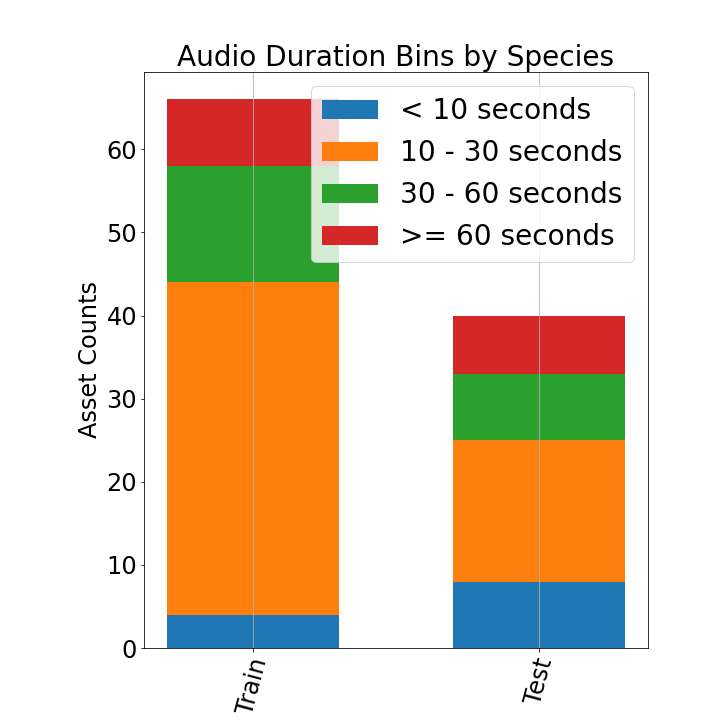 Audio Duration Bins by Species
< 10 seconds
10 - 30 seconds
30 - 60 seconds
>= 60 seconds
Asset Counts
60
50
40
30
20
10
0
Train
Test